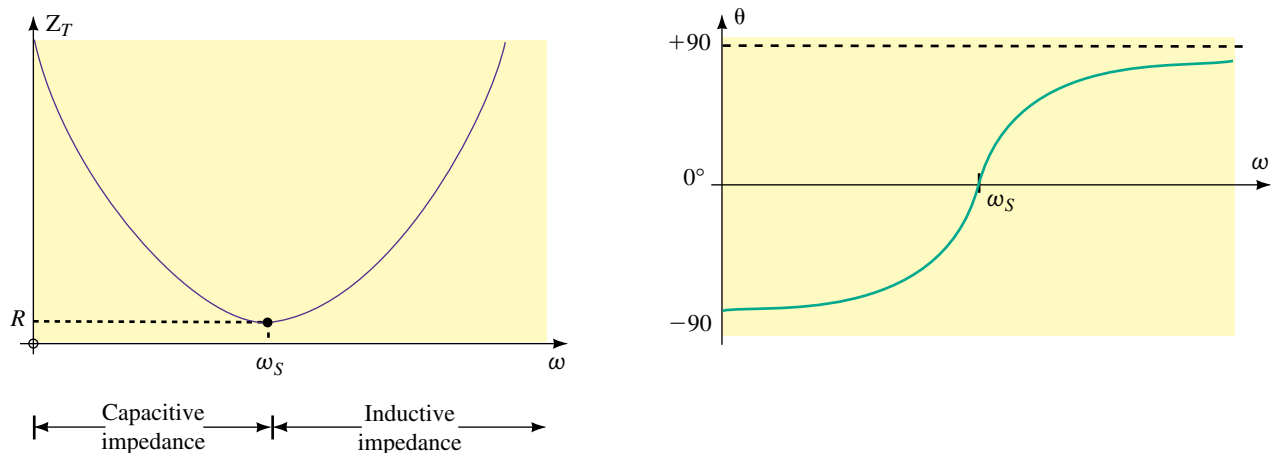 Z_T
R
ω_S
ω
Capacitive
impedance
Inductive
impedance
θ
+90
0°
ω
ω_S
−90